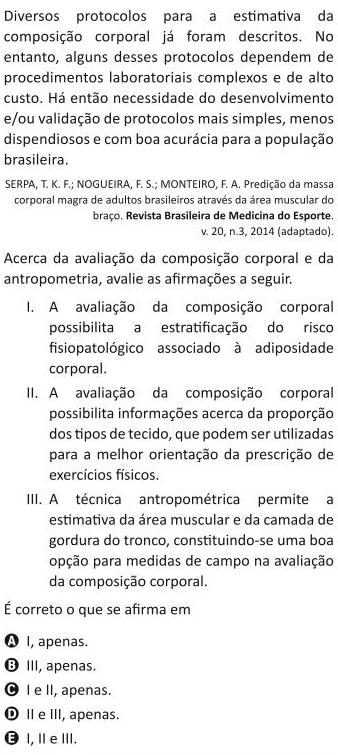 Diversos protocolos para a estimativa da
composição corporal já foram descritos. No
entanto, alguns desses protocolos dependem de
procedimentos laboratoriais complexos e de alto
custo. Há então necessidade do desenvolvimento
e/ou validação de protocolos mais simples, menos
dispendiosos e com boa acurácia para a população
brasileira.
SERPA, T. K. F.; NOGUEIRA, F. S.; MONTEIRO, F. A. Predição da massa
corporal magra de adultos brasileiros através da área muscular do
braço. Revista Brasileira de Medicina do Esporte.
v. 20, n.3, 2014 (adaptado).
Acerca da avaliação da composição corporal e da
antropometria, avalie as afirmações a seguir.
I. A avaliação da composição corporal
possibilita a estratificação do risco
fisiopatológico associado à adiposidade
corporal.
II. A avaliação da composição corporal
possibilita informações acerca da proporção
dos tipos de tecido, que podem ser utilizadas
para a melhor orientação da prescrição de
exercícios físicos.
III. A técnica antropométrica permite a
estimativa da área muscular e da camada de
gordura do tronco, constituindo-se uma boa
opção para medidas de campo na avaliação
da composição corporal.
É correto o que se afirma em
A I, apenas.
B III, apenas.
C I e II, apenas.
D II e III, apenas.
E I, II e III.